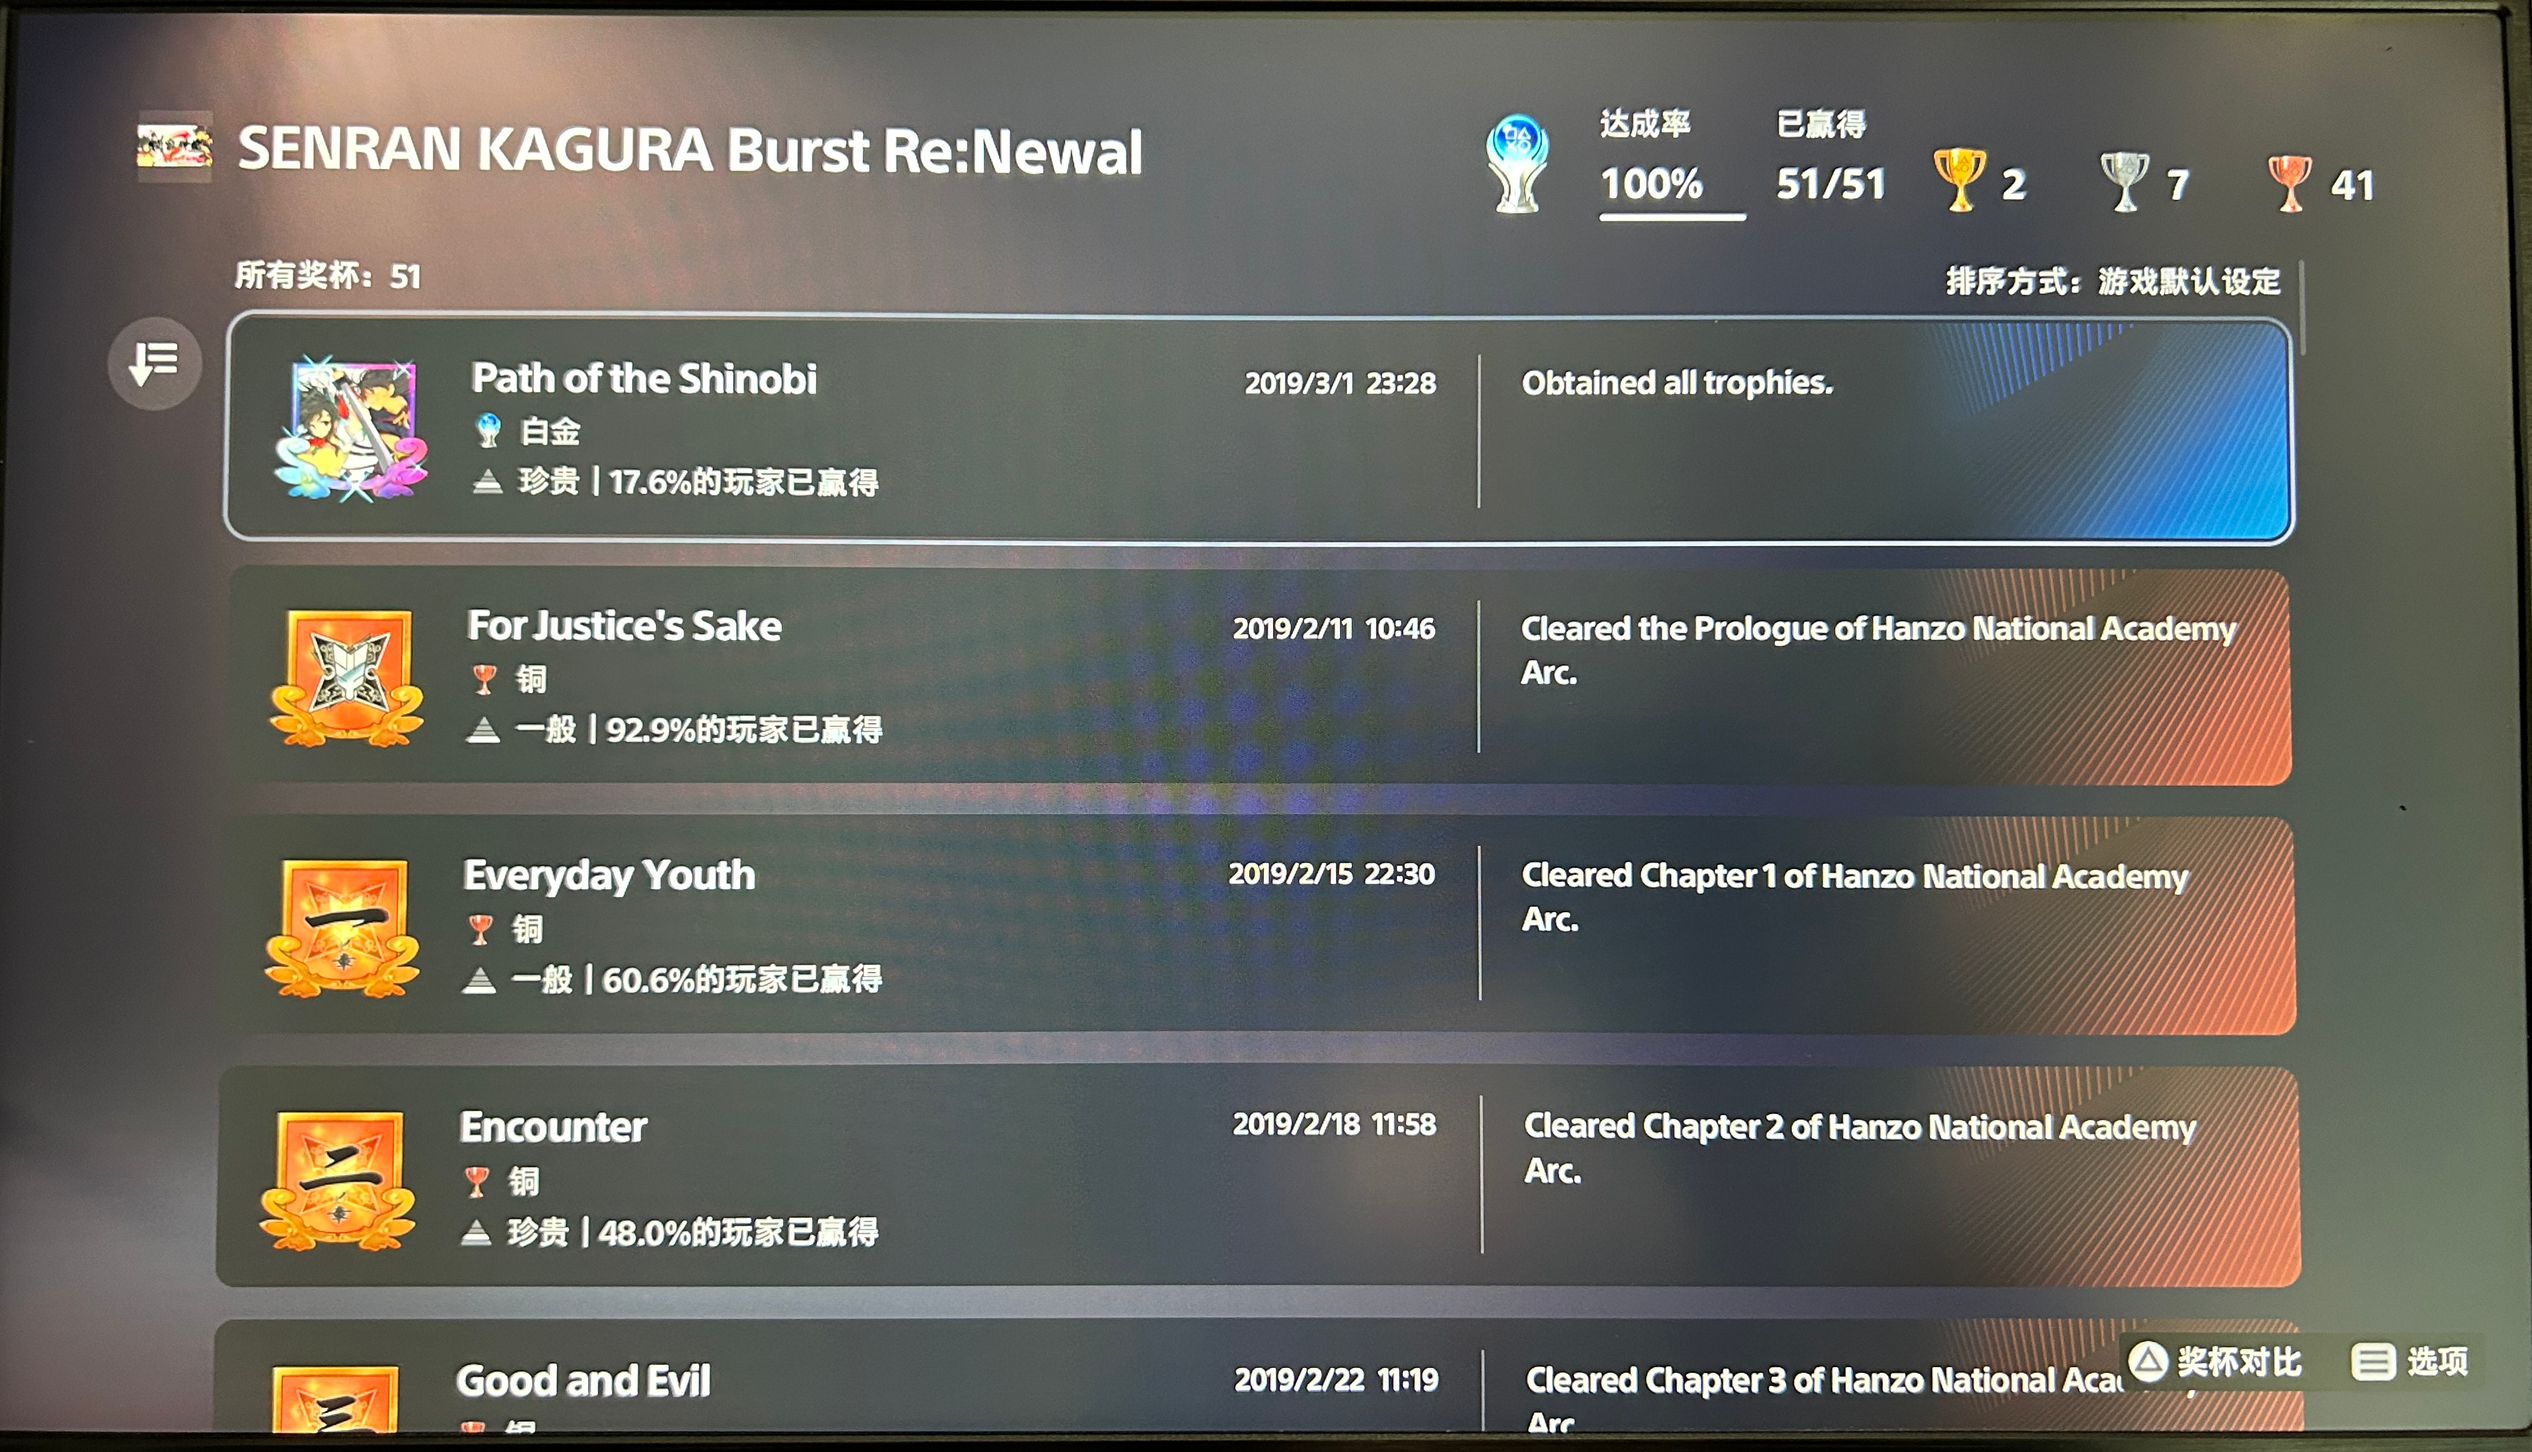 SENRAN KAGURA Burst Re:Newal
达成率
100%
已赢得
51/51
2
7
41
所有奖杯：51
排序方式：游戏默认设定
Path of the Shinobi
2019/3/1 23:28
Obtained all trophies.
白金
珍贵 | 17.6%的玩家已赢得
For Justice's Sake
2019/2/11 10:46
Cleared the Prologue of Hanzo National Academy
Arc.
铜
一般 | 92.9%的玩家已赢得
一
章
Everyday Youth
2019/2/15 22:30
Cleared Chapter 1 of Hanzo National Academy
Arc.
铜
一般 | 60.6%的玩家已赢得
二
章
Encounter
2019/2/18 11:58
Cleared Chapter 2 of Hanzo National Academy
Arc.
铜
珍贵 | 48.0%的玩家已赢得
三
Good and Evil
2019/2/22 11:19
Cleared Chapter 3 of Hanzo National Aca
Arc
铜
奖杯对比
选项